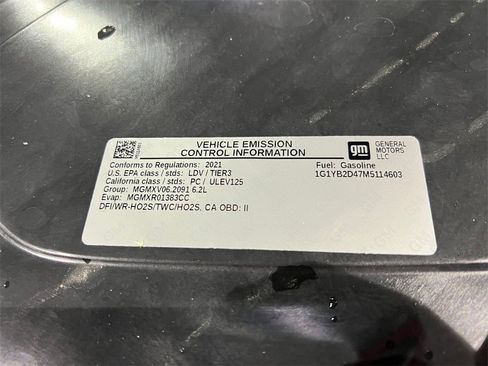 VEHICLE EMISSION
CONTROL INFORMATION
gm
GENERAL
MOTORS
LLC
Conforms to Regulations: 2021
Fuel: Gasoline
U.S. EPA class / stds: LDV / TIER3
1G1YB2D47M5114603
California class / stds: PC / ULEV125
Group: MGMXV06.2091 6.2L
Evap: MGMXR01383CC
DFI/WR-HO2S/TWC/HO2S, CA OBD: II